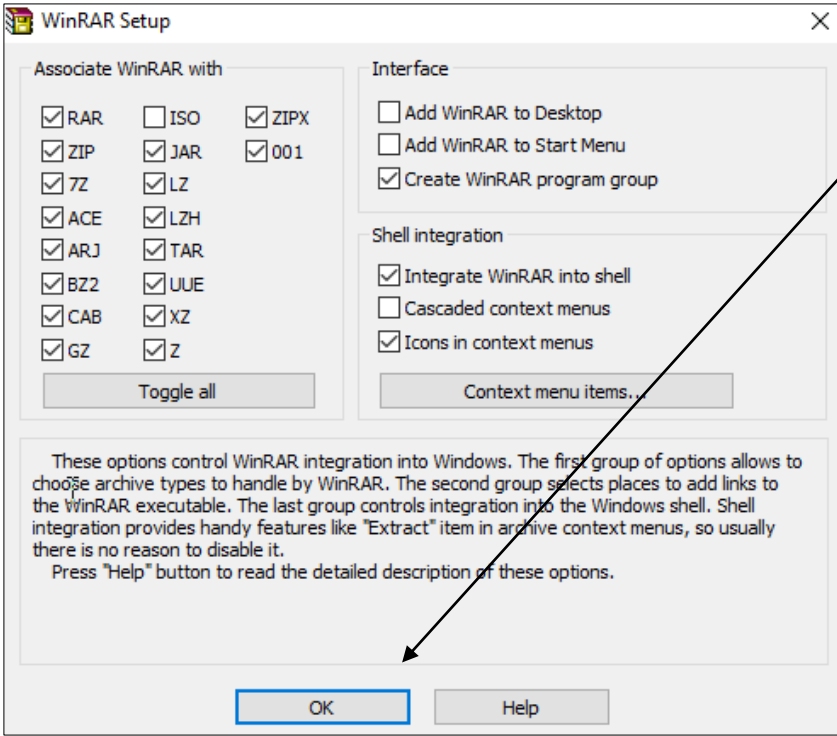 WinRAR Setup
Associate WinRAR with
RAR ISO ZIPX
ZIP JAR 001
7Z LZ
ACE LZH
ARJ TAR
BZ2 UUE
CAB XZ
GZ Z
Toggle all
Interface
Add WinRAR to Desktop
Add WinRAR to Start Menu
Create WinRAR program group
Shell integration
Integrate WinRAR into shell
Cascaded context menus
Icons in context menus
Context menu items...
These options control WinRAR integration into Windows. The first group of options allows to
choose archive types to handle by WinRAR. The second group selects places to add links to
the WinRAR executable. The last group controls integration into the Windows shell. Shell
integration provides handy features like "Extract" item in archive context menus, so usually
there is no reason to disable it.
Press "Help" button to read the detailed description of these options.
OK Help